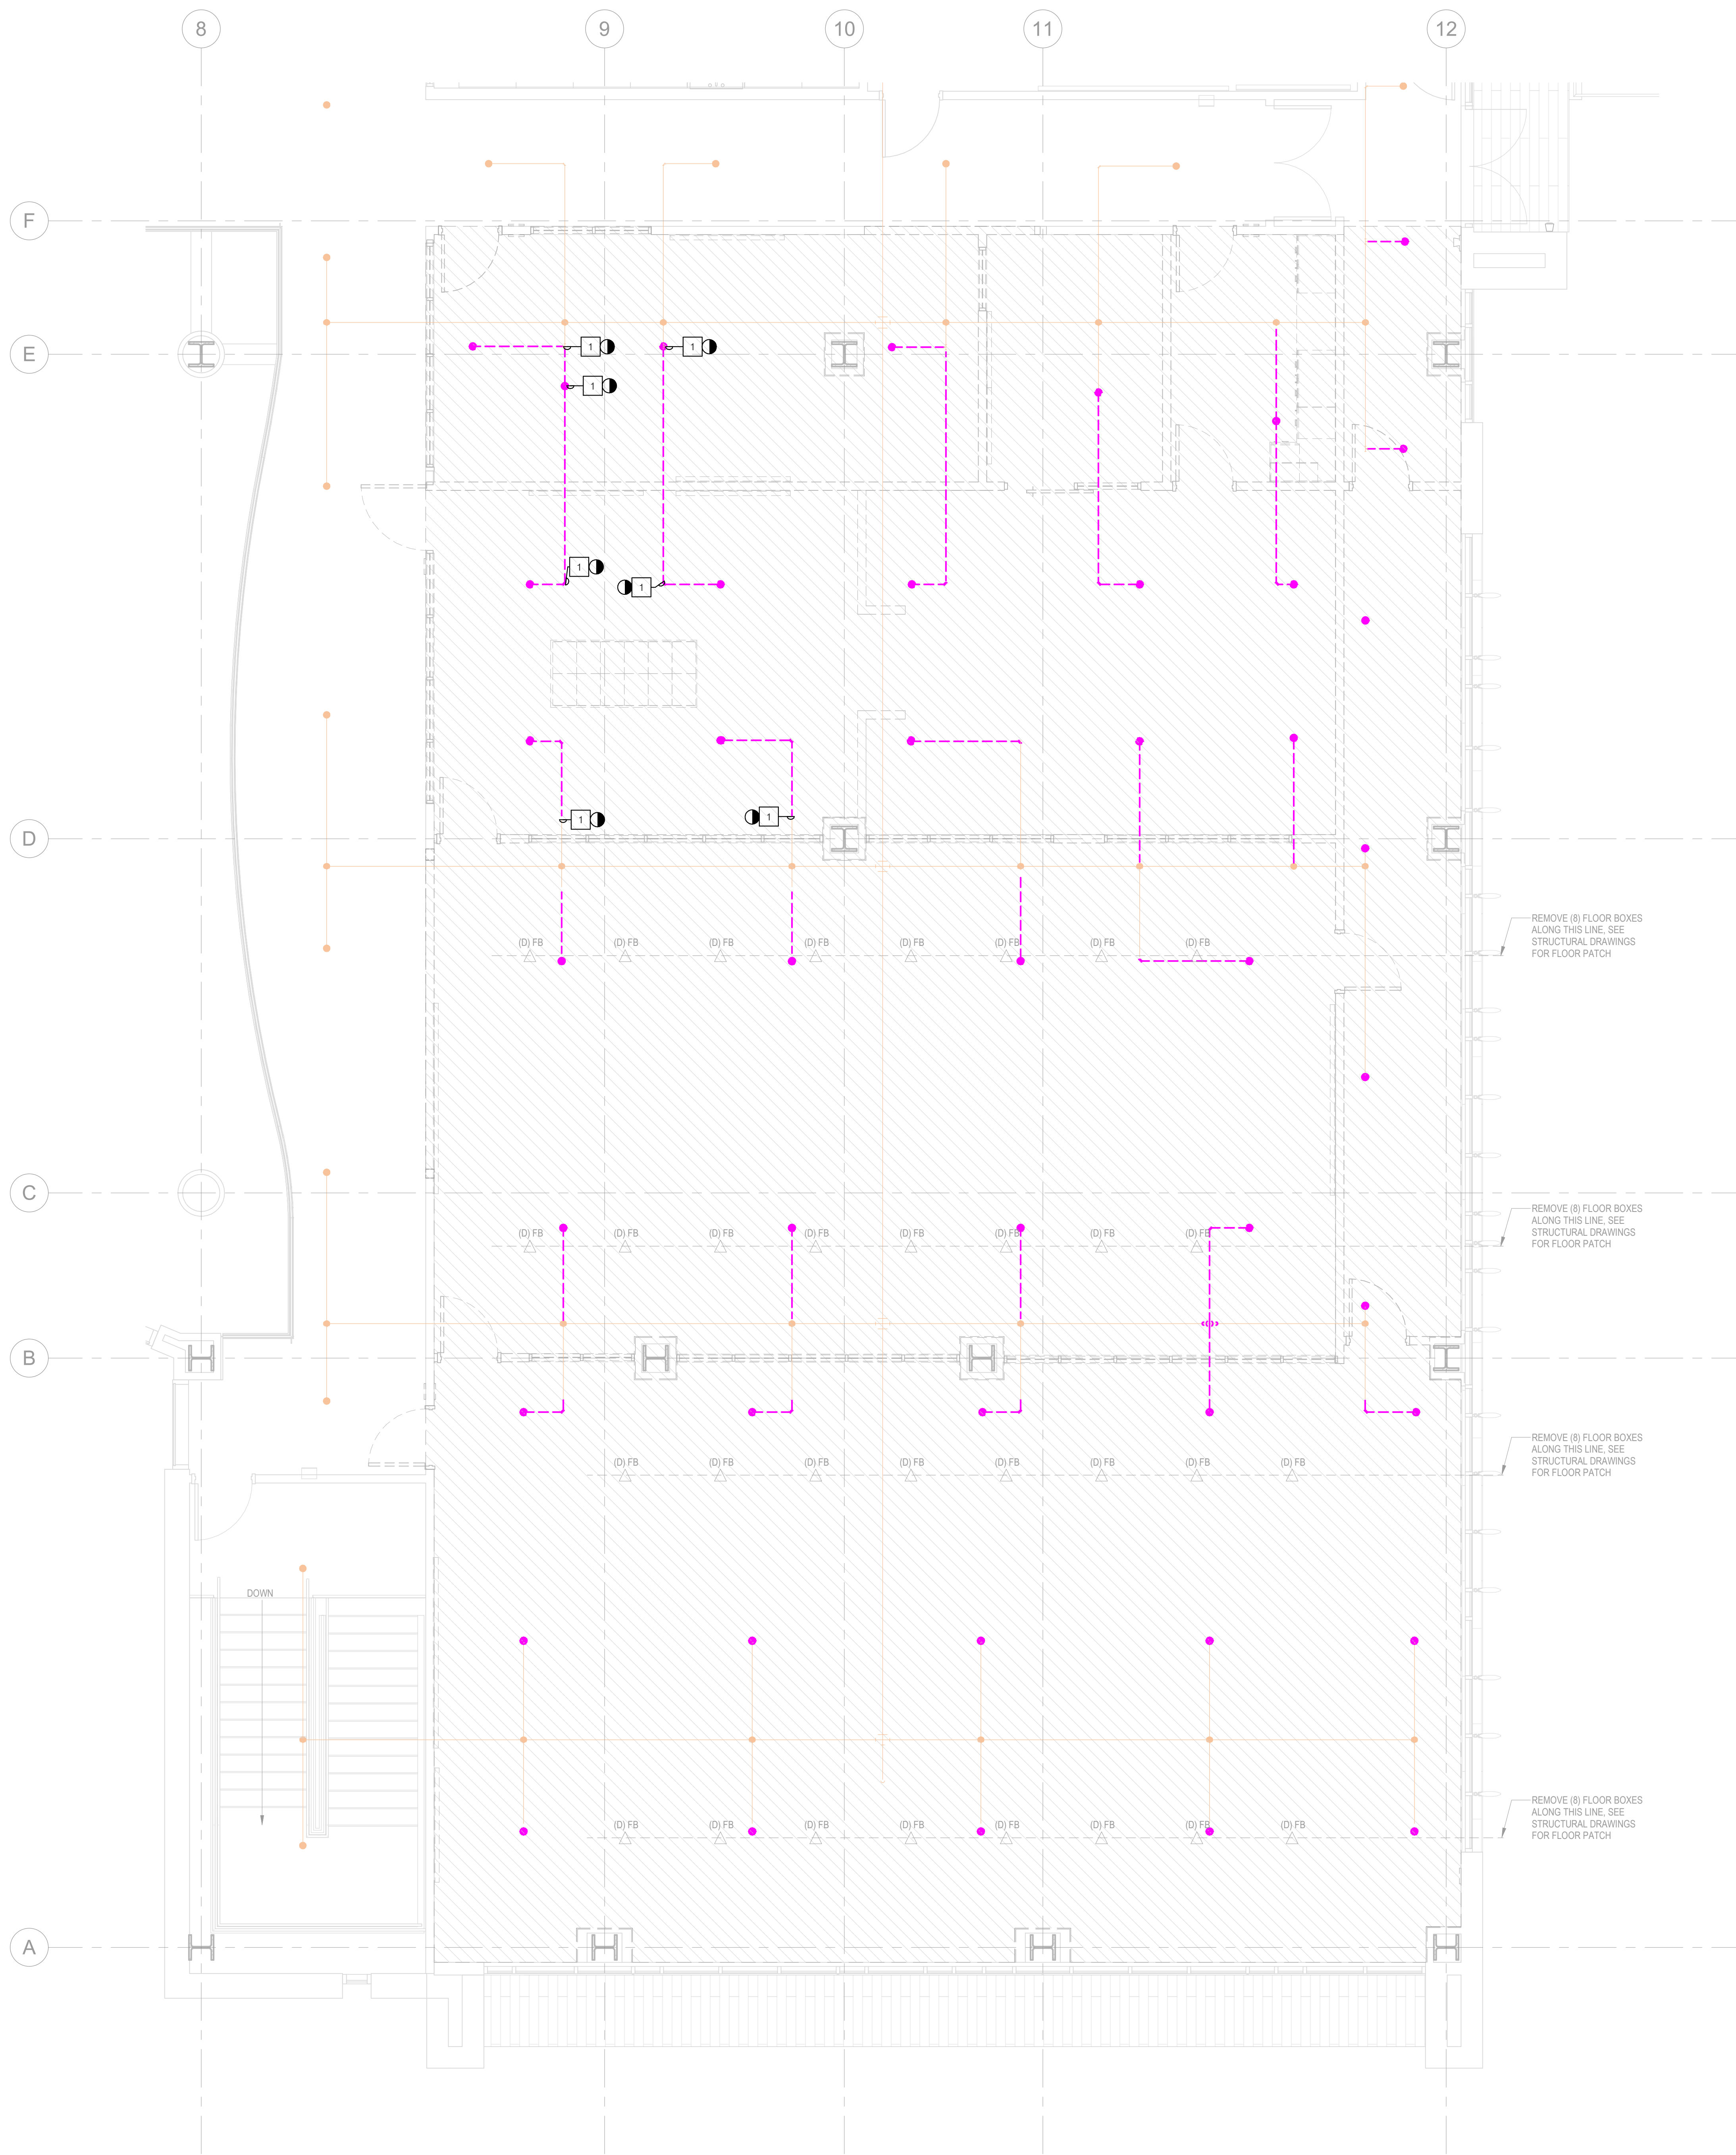 8
9
10
11
12
F
E
1
1
1
1
1
D
1
1
REMOVE (8) FLOOR BOXES
ALONG THIS LINE, SEE
STRUCTURAL DRAWINGS
FOR FLOOR PATCH
(D) FB
(D) FB
(D) FB
(D) FB
(D) FB
(D) FB
(D) FB
(D) FB
C
REMOVE (8) FLOOR BOXES
ALONG THIS LINE, SEE
STRUCTURAL DRAWINGS
FOR FLOOR PATCH
(D) FB
(D) FB
(D) FB
(D) FB
(D) FB
(D) FB
(D) FB
(D) FB
B
REMOVE (8) FLOOR BOXES
ALONG THIS LINE, SEE
STRUCTURAL DRAWINGS
FOR FLOOR PATCH
(D) FB
(D) FB
(D) FB
(D) FB
(D) FB
(D) FB
(D) FB
(D) FB
DOWN
REMOVE (8) FLOOR BOXES
ALONG THIS LINE, SEE
STRUCTURAL DRAWINGS
FOR FLOOR PATCH
(D) FB
(D) FB
(D) FB
(D) FB
(D) FB
(D) FB
(D) FB
(D) FB
A